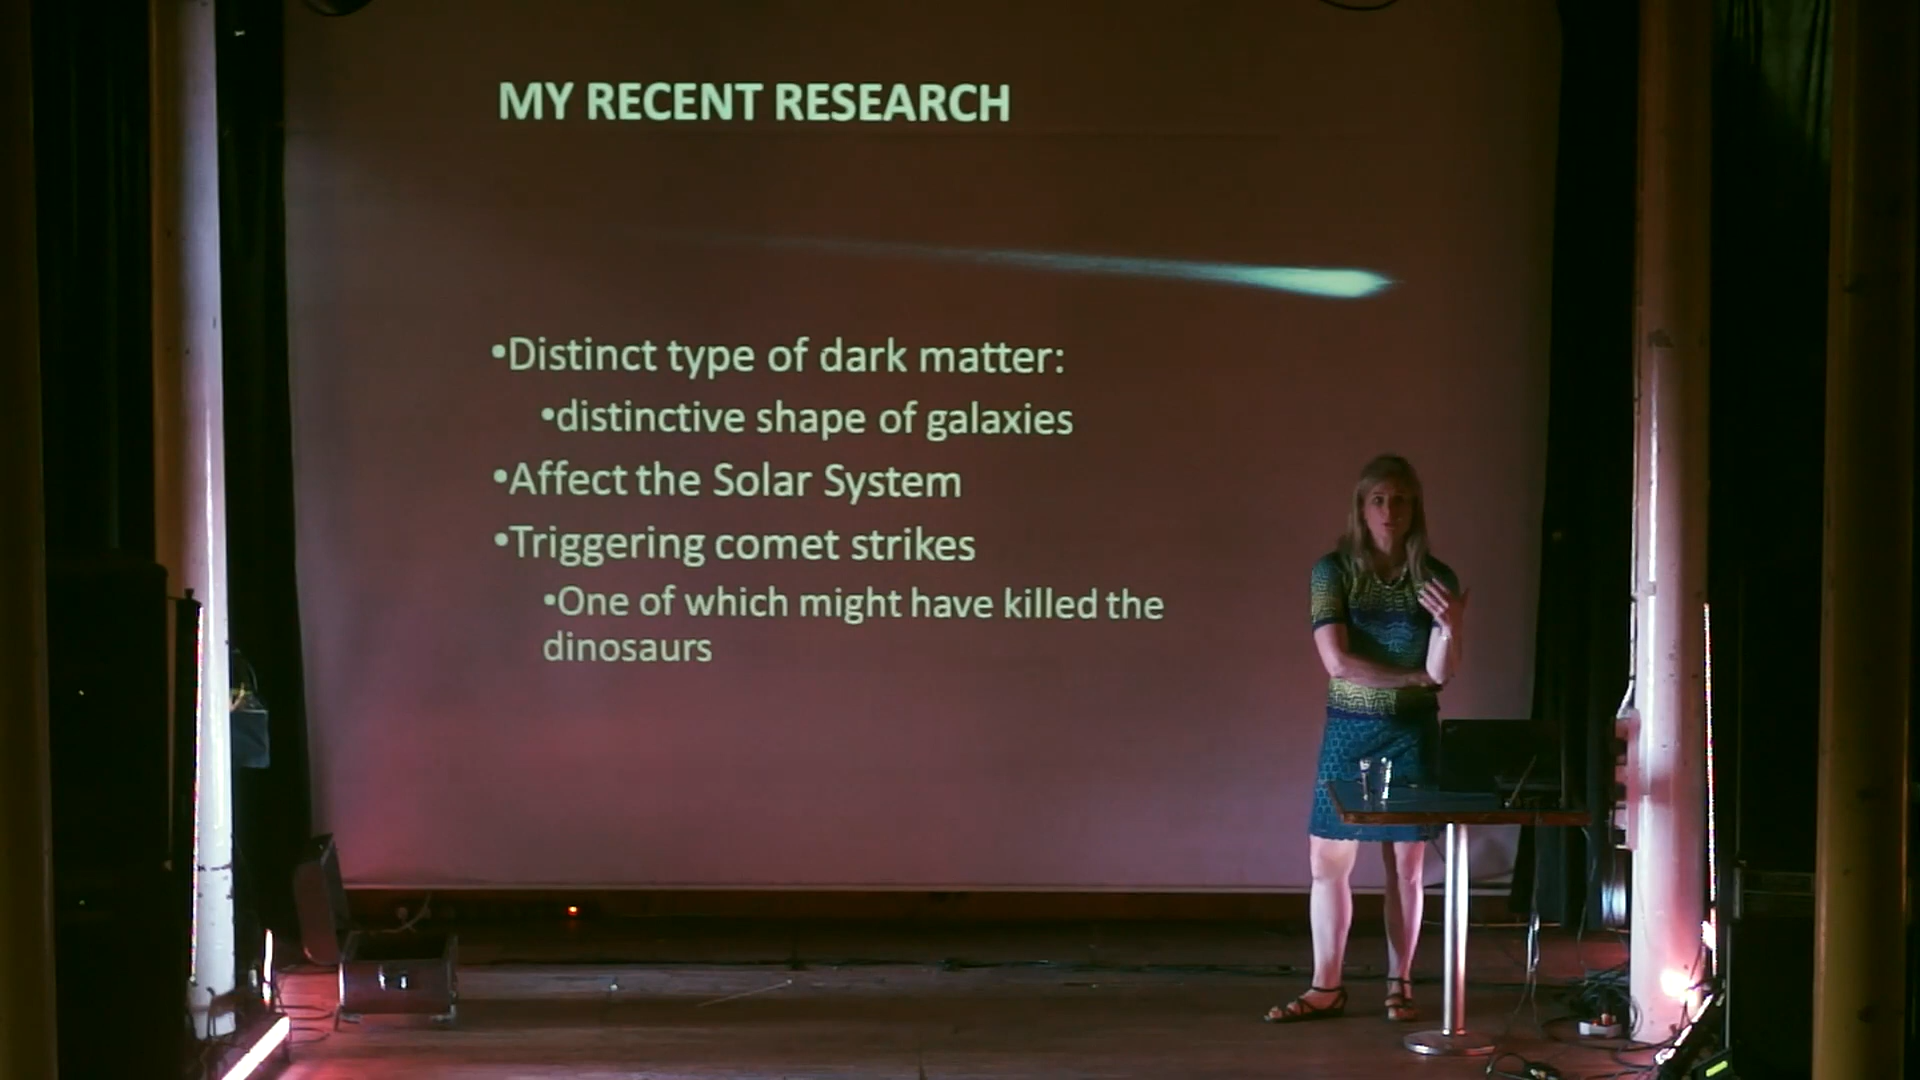 MY RECENT RESEARCH
•Distinct type of dark matter:
•distinctive shape of galaxies
•Affect the Solar System
•Triggering comet strikes
•One of which might have killed the
dinosaurs